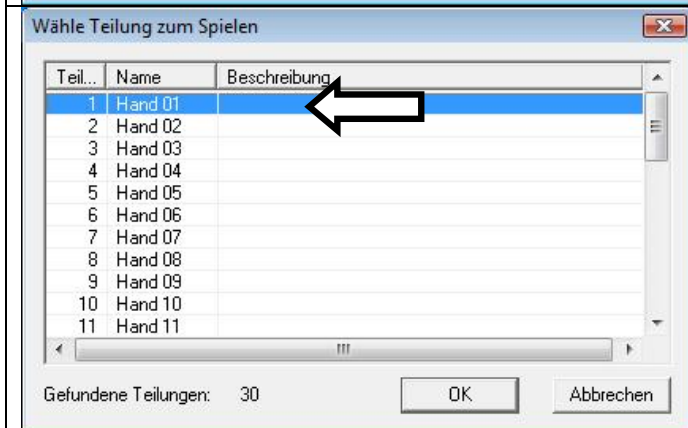 Wähle Teilung zum Spielen
Teil... Name Beschreibung
1 Hand 01
2 Hand 02
3 Hand 03
4 Hand 04
5 Hand 05
6 Hand 06
7 Hand 07
8 Hand 08
9 Hand 09
10 Hand 10
11 Hand 11
Gefundene Teilungen: 30 OK Abbrechen